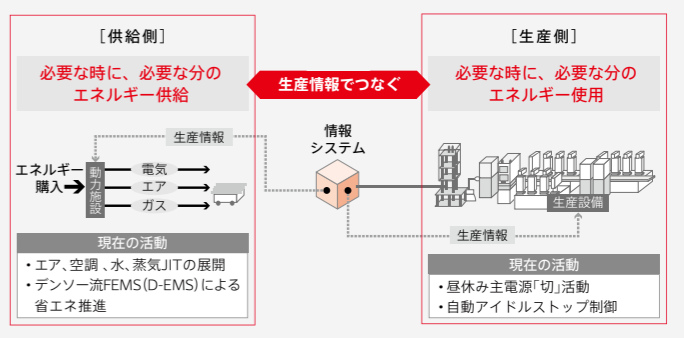 [供給側]
必要な時に、必要な分の
エネルギー供給
生産情報でつなぐ
[生産側]
必要な時に、必要な分の
エネルギー使用
生産情報
情報
システム
エネルギー
購入
動力施設
電気
エア
ガス
生産設備
生産情報
現在の活動
・エア、空調、水、蒸気JITの展開
・デンソー流FEMS(D-EMS)による
省エネ推進
現在の活動
・昼休み主電源「切」活動
・自動アイドルストップ制御